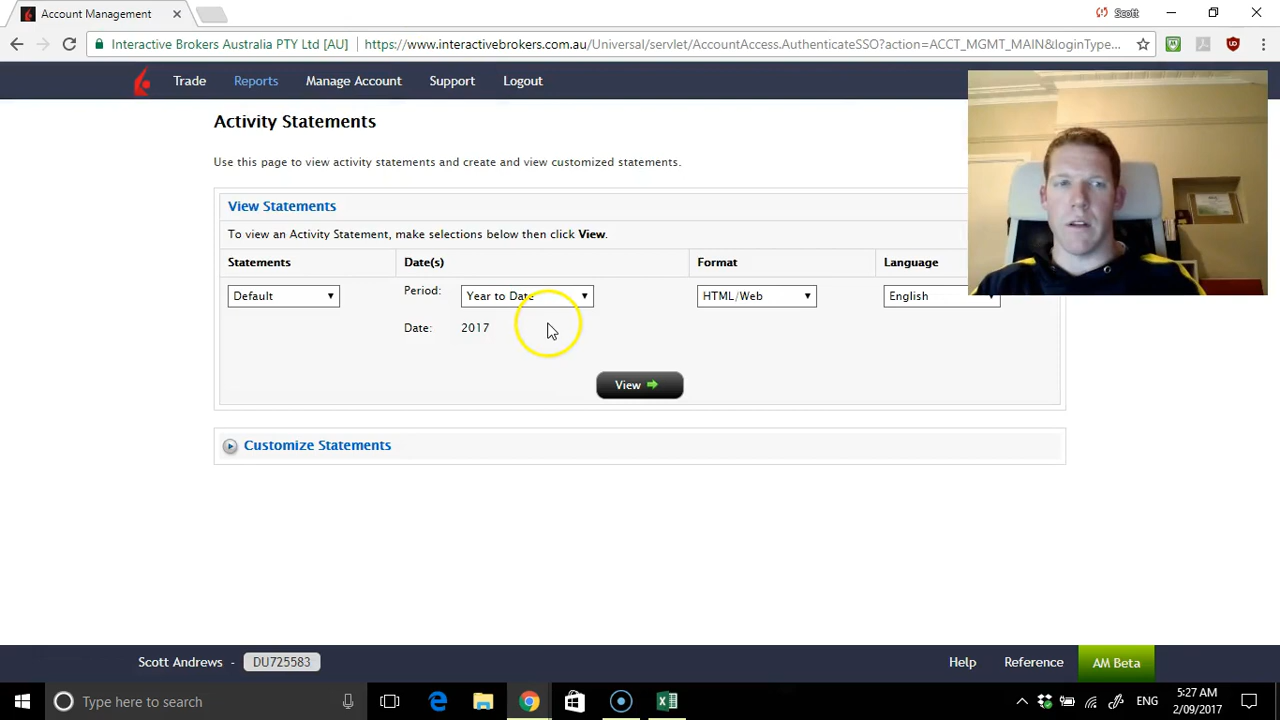 Account Management
Scott
Interactive Brokers Australia PTY Ltd [AU]
https://www.interactivebrokers.com.au/Universal/servlet/AccountAccess.AuthenticateSSO?action=ACCT_MGMT_MAIN&loginType...
Trade
Reports
Manage Account
Support
Logout
Activity Statements
Use this page to view activity statements and create and view customized statements.
View Statements
To view an Activity Statement, make selections below then click View.
Statements
Date(s)
Format
Language
Default
Period:
Year to Date
HTML/Web
English
Date:
2017
View
Customize Statements
Scott Andrews -
DU725583
Help
Reference
AM Beta
Type here to search
ENG
5:27 AM
2/09/2017